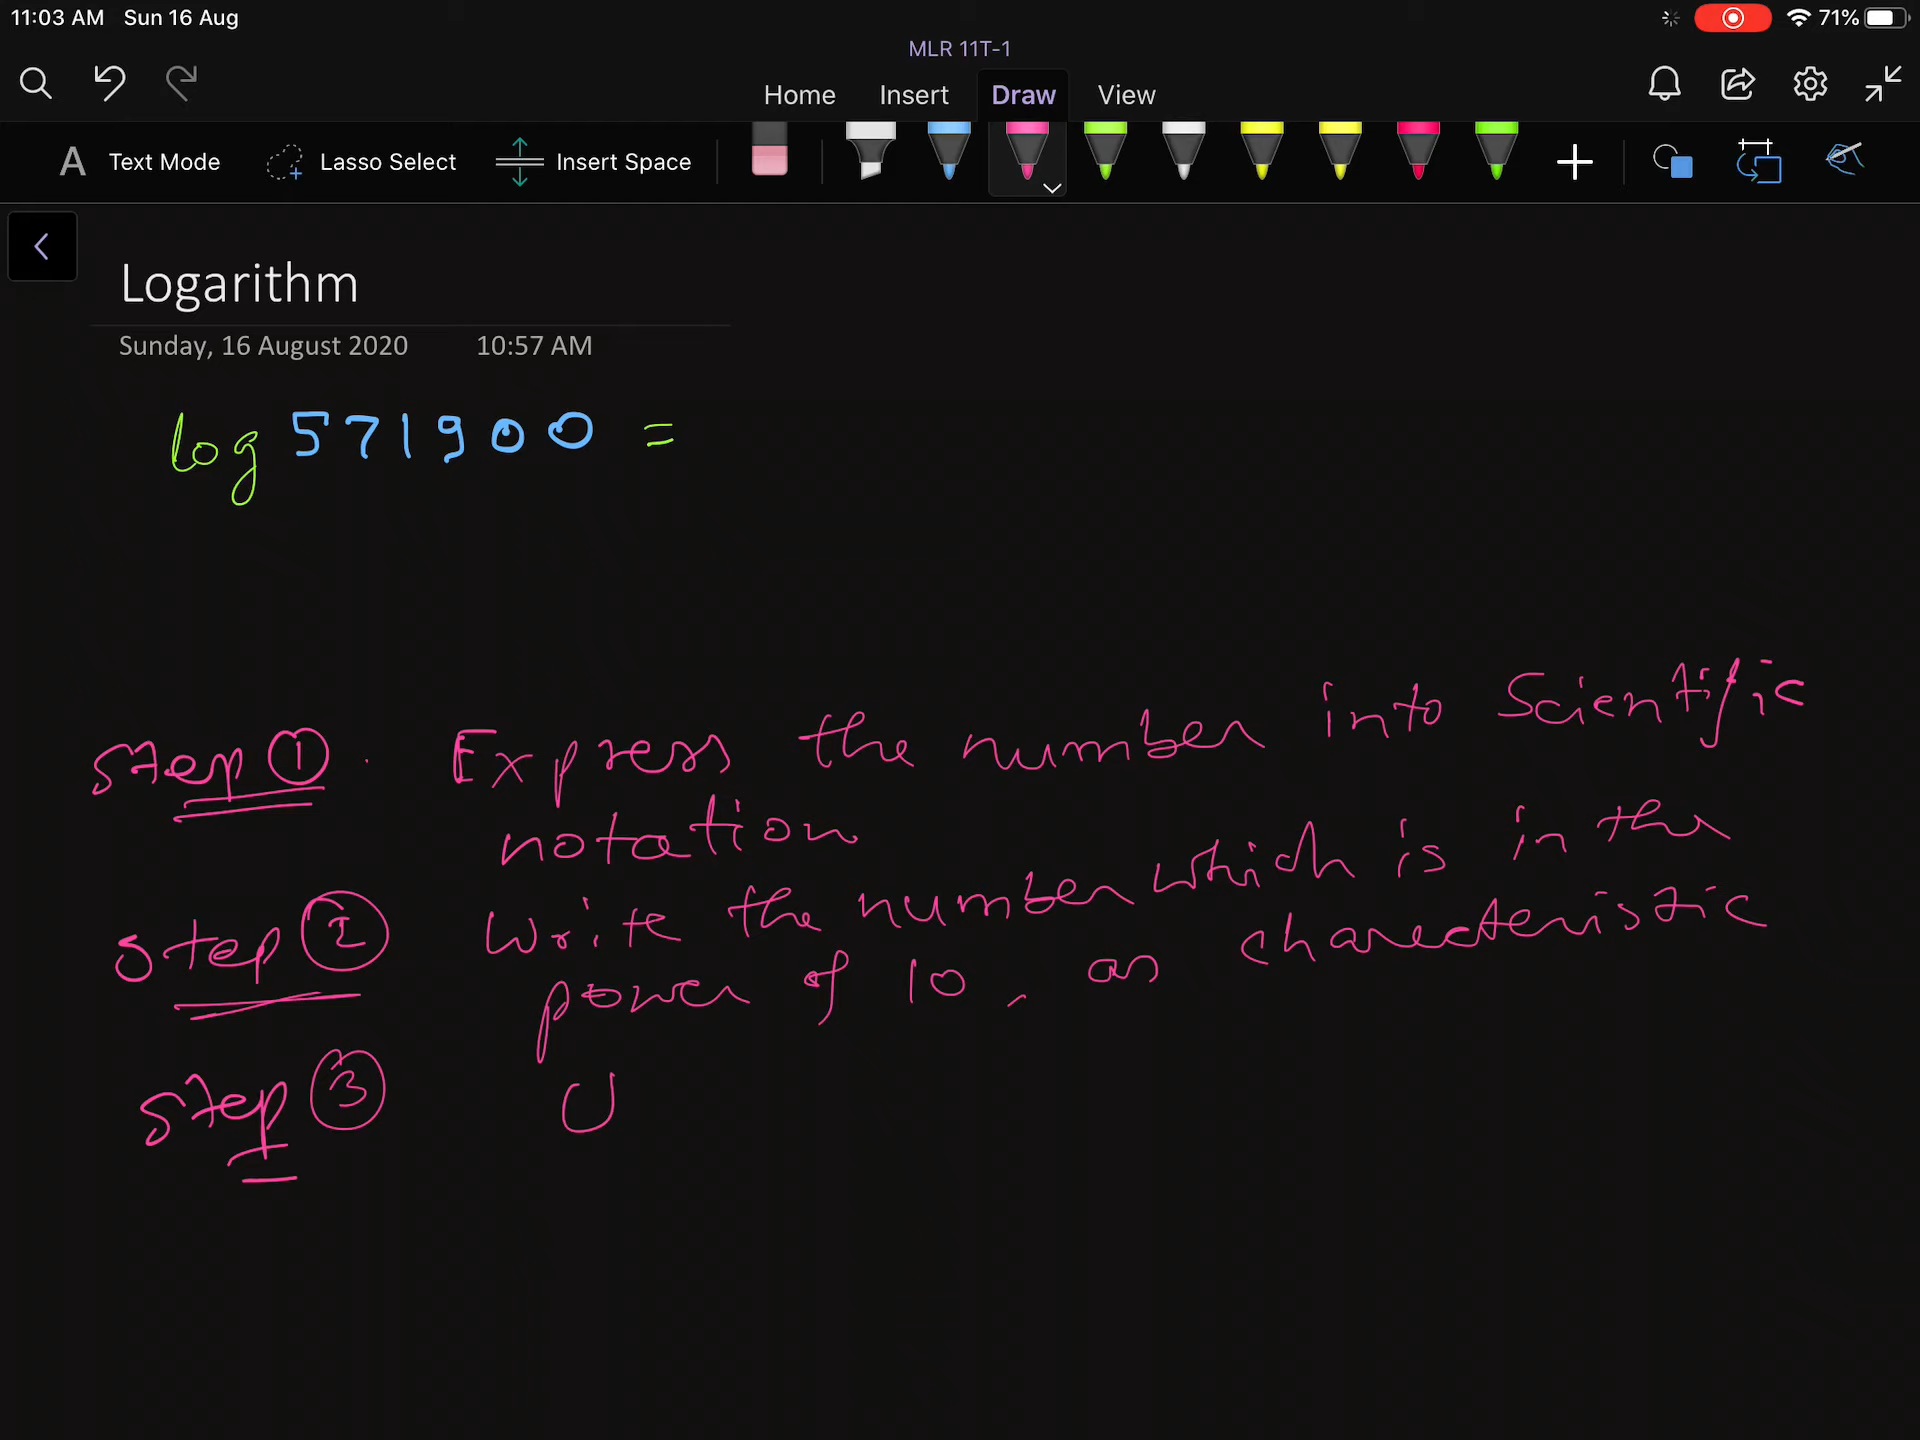 11:03 AM Sun 16 Aug
71%
MLR 11T-1
Home Insert Draw View
A Text Mode Lasso Select Insert Space
Logarithm
Sunday, 16 August 2020 10:57 AM
log 571900 =
Step 1. Express the number into Scientific
notation
Step 2 Write the number which is in the
power of 10, as charecteristic
Step 3 U